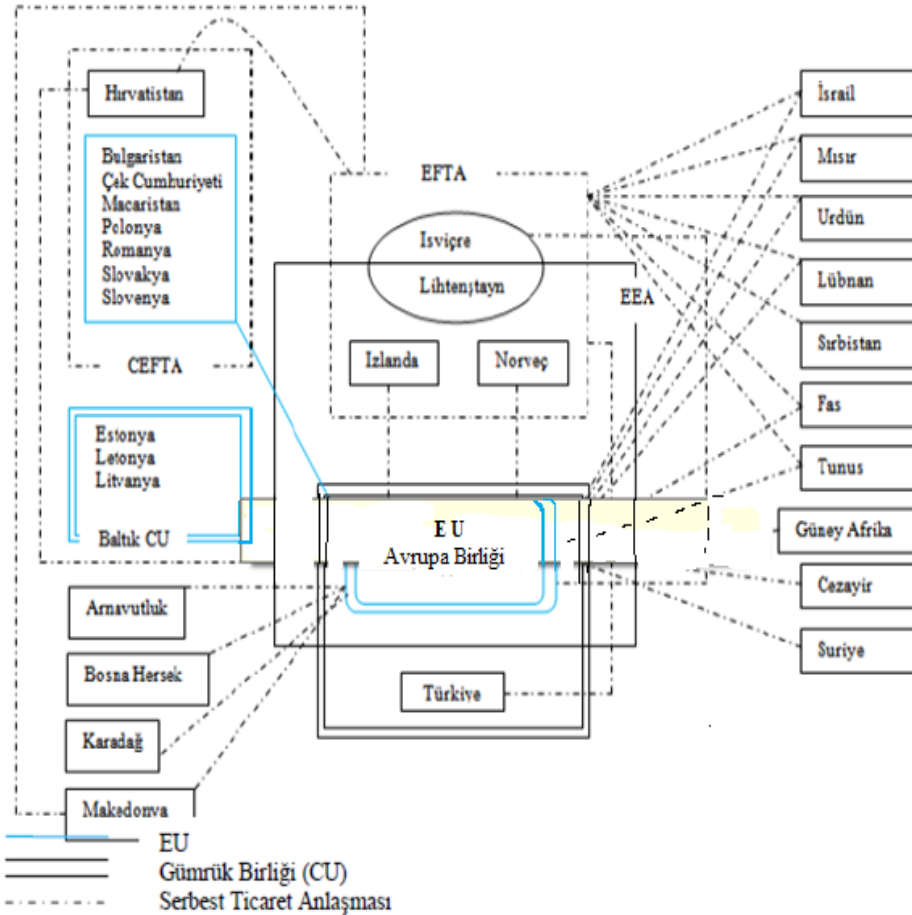 Hırvatistan
Bulgaristan
Çek Cumhuriyeti
Macaristan
Polonya
Romanya
Slovakya
Slovenya
CEFTA
Estonya
Letonya
Litvanya
Baltık CU
Arnavutluk
Bosna Hersek
Karadağ
Makedonya
EFTA
Isviçre
Lihtenştayn
EEA
Izlanda
Norveç
E U
Avrupa Birliği
Türkiye
İsrail
Mısır
Urdün
Lübnan
Sırbistan
Fas
Tunus
Güney Afrika
Cezayir
Suriye
EU
Gümrük Birliği (CU)
Serbest Ticaret Anlaşması